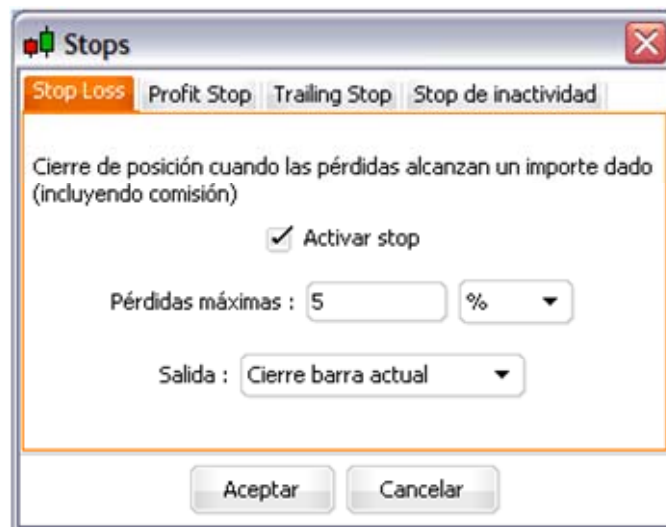 Stops
Stop Loss Profit Stop Trailing Stop Stop de inactividad
Cierre de posición cuando las pérdidas alcanzan un importe dado
(incluyendo comisión)
Activar stop
Pérdidas máximas : 5 %
Salida : Cierre barra actual
Aceptar Cancelar